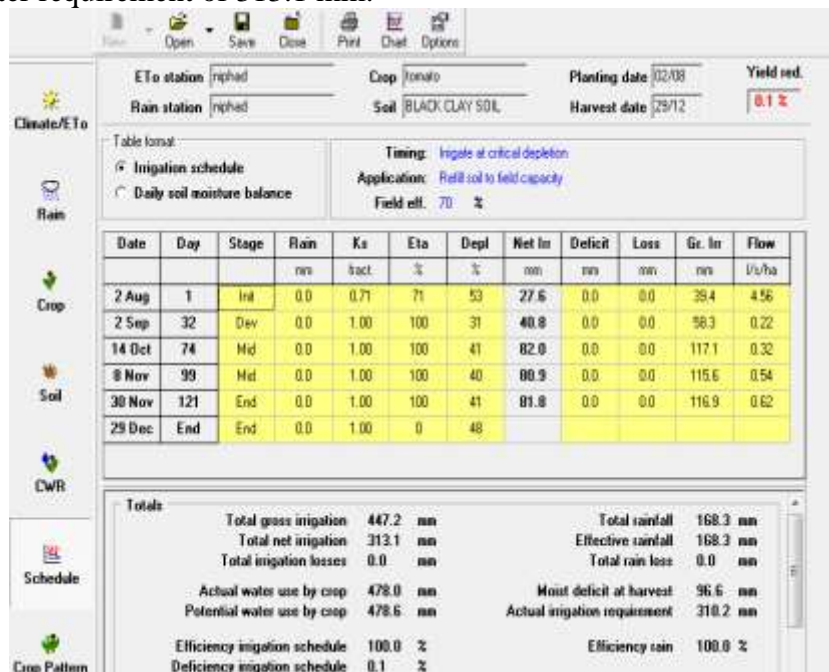 ter requirement of 313.1 mm.
New Open Save Close Print Chart Options
ETo station niphad Crop tomato Planting date 02/08 Yield red.
Rain station niphad Soil BLACK CLAY SOIL Harvest date 29/12 0.1 %
Climate/ETo
Table format
Irrigation schedule
Daily soil moisture balance
Timing: Irrigate at critical depletion
Application: Refill soil to field capacity
Field eff. 70 %
Rain
Date Day Stage Rain Ks Eta Depl Net Irr Deficit Loss Gr. Irr Flow
mm fract. % % mm mm mm mm l/s/ha
2 Aug 1 Init 0.0 0.71 71 53 27.6 0.0 0.0 39.4 4.56
2 Sep 32 Dev 0.0 1.00 100 31 40.8 0.0 0.0 58.3 0.22
14 Oct 74 Mid 0.0 1.00 100 41 82.0 0.0 0.0 117.1 0.32
8 Nov 99 Mid 0.0 1.00 100 40 80.9 0.0 0.0 115.6 0.54
30 Nov 121 End 0.0 1.00 100 41 81.8 0.0 0.0 116.9 0.62
29 Dec End End 0.0 1.00 0 48
Crop
Soil
CWR
Schedule
Crop Pattern
Totals
Total gross irrigation 447.2 mm Total rainfall 168.3 mm
Total net irrigation 313.1 mm Effective rainfall 168.3 mm
Total irrigation losses 0.0 mm Total rain loss 0.0 mm
Actual water use by crop 478.0 mm Moist deficit at harvest 96.6 mm
Potential water use by crop 478.6 mm Actual irrigation requirement 310.2 mm
Efficiency irrigation schedule 100.0 % Efficiency rain 100.0 %
Deficiency irrigation schedule 0.1 %